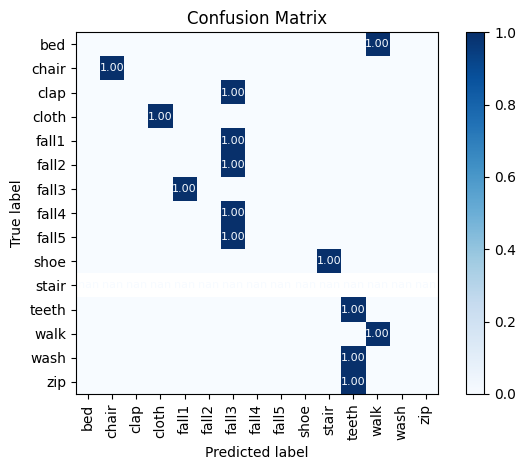 Confusion Matrix
bed 1.00
chair 1.00
clap 1.00
cloth 1.00
fall1 1.00
fall2 1.00
fall3 1.00
fall4 1.00
fall5 1.00
shoe 1.00
stair
teeth 1.00
walk 1.00
wash 1.00
zip 1.00
True label
bed chair clap cloth fall1 fall2 fall3 fall4 fall5 shoe stair teeth walk wash zip
Predicted label
1.0
0.8
0.6
0.4
0.2
0.0